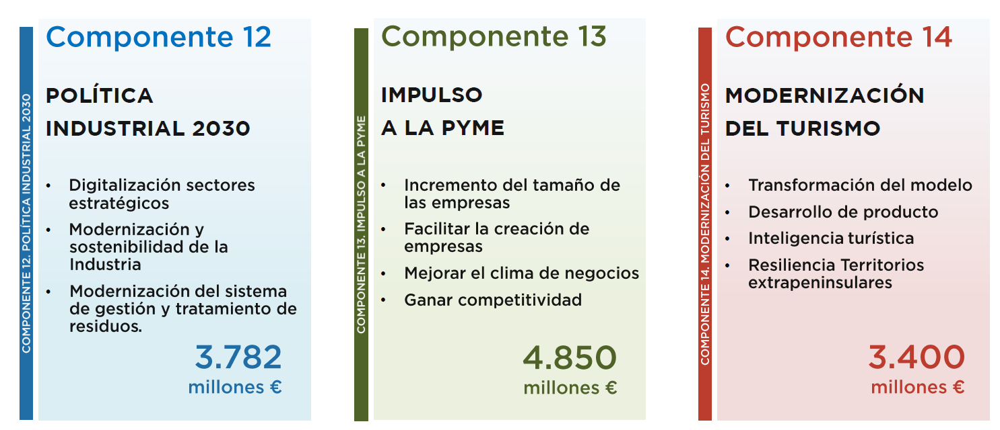 COMPONENTE 12. POLÍTICA INDUSTRIAL 2030
Componente 12
POLÍTICA
INDUSTRIAL 2030
• Digitalización sectores
estratégicos
• Modernización y
sostenibilidad de la
Industria
• Modernización del sistema
de gestión y tratamiento de
residuos.
3.782
millones €
COMPONENTE 13. IMPULSO A LA PYME
Componente 13
IMPULSO
A LA PYME
• Incremento del tamaño de
las empresas
• Facilitar la creación de
empresas
• Mejorar el clima de negocios
• Ganar competitividad
4.850
millones €
COMPONENTE 14. MODERNIZACIÓN DEL TURISMO
Componente 14
MODERNIZACIÓN
DEL TURISMO
• Transformación del modelo
• Desarrollo de producto
• Inteligencia turística
• Resiliencia Territorios
extrapeninsulares
3.400
millones €